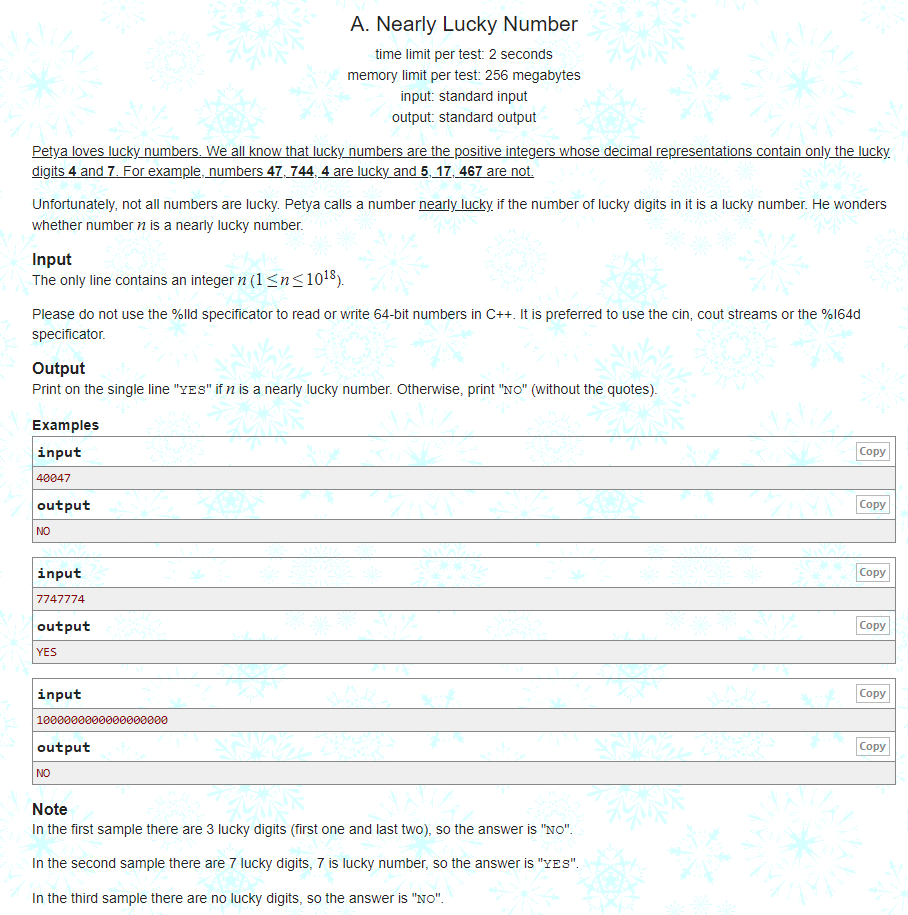 A. Nearly Lucky Number
time limit per test: 2 seconds
memory limit per test: 256 megabytes
input: standard input
output: standard output
Petya loves lucky numbers. We all know that lucky numbers are the positive integers whose decimal representations contain only the lucky
digits 4 and 7. For example, numbers 47, 744, 4 are lucky and 5, 17, 467 are not.
Unfortunately, not all numbers are lucky. Petya calls a number nearly lucky if the number of lucky digits in it is a lucky number. He wonders
whether number n is a nearly lucky number.
Input
The only line contains an integer n (1 ≤ n ≤ 10¹⁸).
Please do not use the %lld specificator to read or write 64-bit numbers in C++. It is preferred to use the cin, cout streams or the %I64d
specificator.
Output
Print on the single line "YES" if n is a nearly lucky number. Otherwise, print "NO" (without the quotes).
Examples
input Copy
40047
output Copy
NO
input Copy
7747774
output Copy
YES
input Copy
1000000000000000000
output Copy
NO
Note
In the first sample there are 3 lucky digits (first one and last two), so the answer is "NO".
In the second sample there are 7 lucky digits, 7 is lucky number, so the answer is "YES".
In the third sample there are no lucky digits, so the answer is "NO".